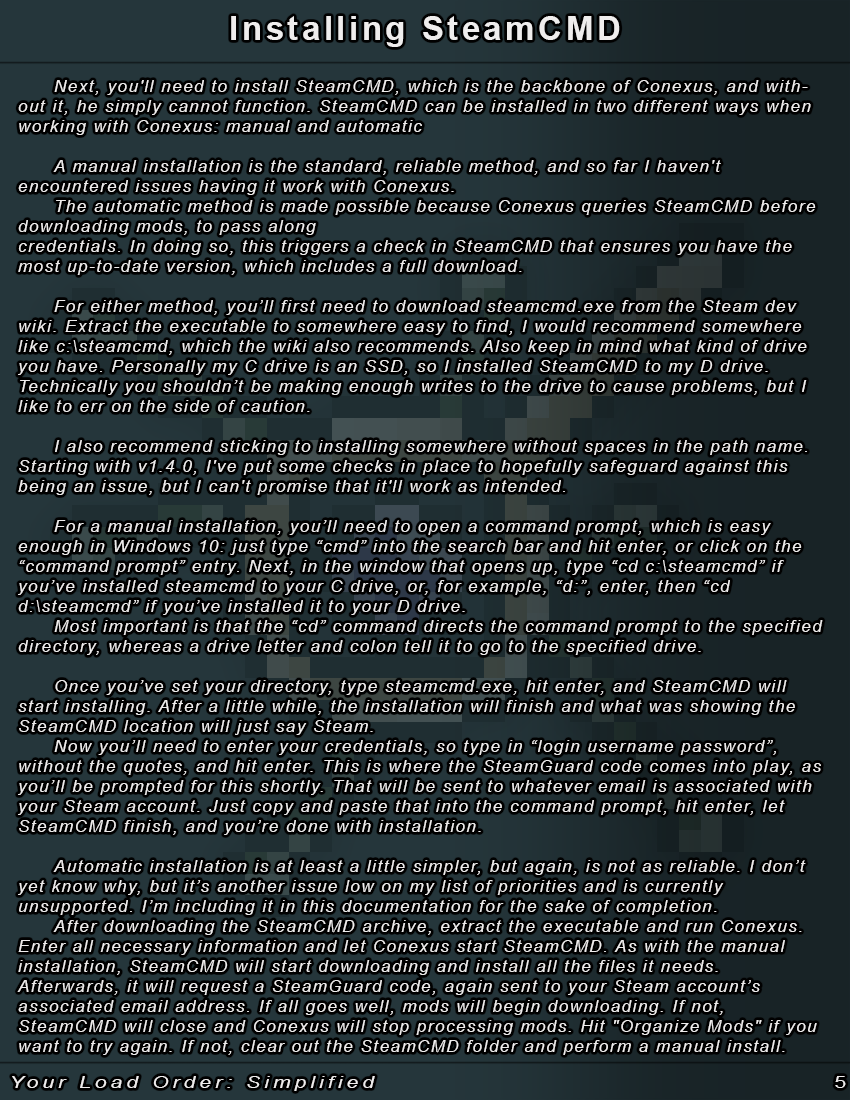 Installing SteamCMD
Next, you'll need to install SteamCMD, which is the backbone of Conexus, and with-
out it, he simply cannot function. SteamCMD can be installed in two different ways when
working with Conexus: manual and automatic
A manual installation is the standard, reliable method, and so far I haven't
encountered issues having it work with Conexus.
The automatic method is made possible because Conexus queries SteamCMD before
downloading mods, to pass along
credentials. In doing so, this triggers a check in SteamCMD that ensures you have the
most up-to-date version, which includes a full download.
For either method, you’ll first need to download steamcmd.exe from the Steam dev
wiki. Extract the executable to somewhere easy to find, I would recommend somewhere
like c:\steamcmd, which the wiki also recommends. Also keep in mind what kind of drive
you have. Personally my C drive is an SSD, so I installed SteamCMD to my D drive.
Technically you shouldn’t be making enough writes to the drive to cause problems, but I
like to err on the side of caution.
I also recommend sticking to installing somewhere without spaces in the path name.
Starting with v1.4.0, I've put some checks in place to hopefully safeguard against this
being an issue, but I can't promise that it'll work as intended.
For a manual installation, you’ll need to open a command prompt, which is easy
enough in Windows 10: just type “cmd” into the search bar and hit enter, or click on the
“command prompt” entry. Next, in the window that opens up, type “cd c:\steamcmd” if
you’ve installed steamcmd to your C drive, or, for example, “d:”, enter, then “cd
d:\steamcmd” if you’ve installed it to your D drive.
Most important is that the “cd” command directs the command prompt to the specified
directory, whereas a drive letter and colon tell it to go to the specified drive.
Once you’ve set your directory, type steamcmd.exe, hit enter, and SteamCMD will
start installing. After a little while, the installation will finish and what was showing the
SteamCMD location will just say Steam.
Now you’ll need to enter your credentials, so type in “login username password”,
without the quotes, and hit enter. This is where the SteamGuard code comes into play, as
you’ll be prompted for this shortly. That will be sent to whatever email is associated with
your Steam account. Just copy and paste that into the command prompt, hit enter, let
SteamCMD finish, and you’re done with installation.
Automatic installation is at least a little simpler, but again, is not as reliable. I don’t
yet know why, but it’s another issue low on my list of priorities and is currently
unsupported. I’m including it in this documentation for the sake of completion.
After downloading the SteamCMD archive, extract the executable and run Conexus.
Enter all necessary information and let Conexus start SteamCMD. As with the manual
installation, SteamCMD will start downloading and install all the files it needs.
Afterwards, it will request a SteamGuard code, again sent to your Steam account’s
associated email address. If all goes well, mods will begin downloading. If not,
SteamCMD will close and Conexus will stop processing mods. Hit "Organize Mods" if you
want to try again. If not, clear out the SteamCMD folder and perform a manual install.
Your Load Order: Simplified
5